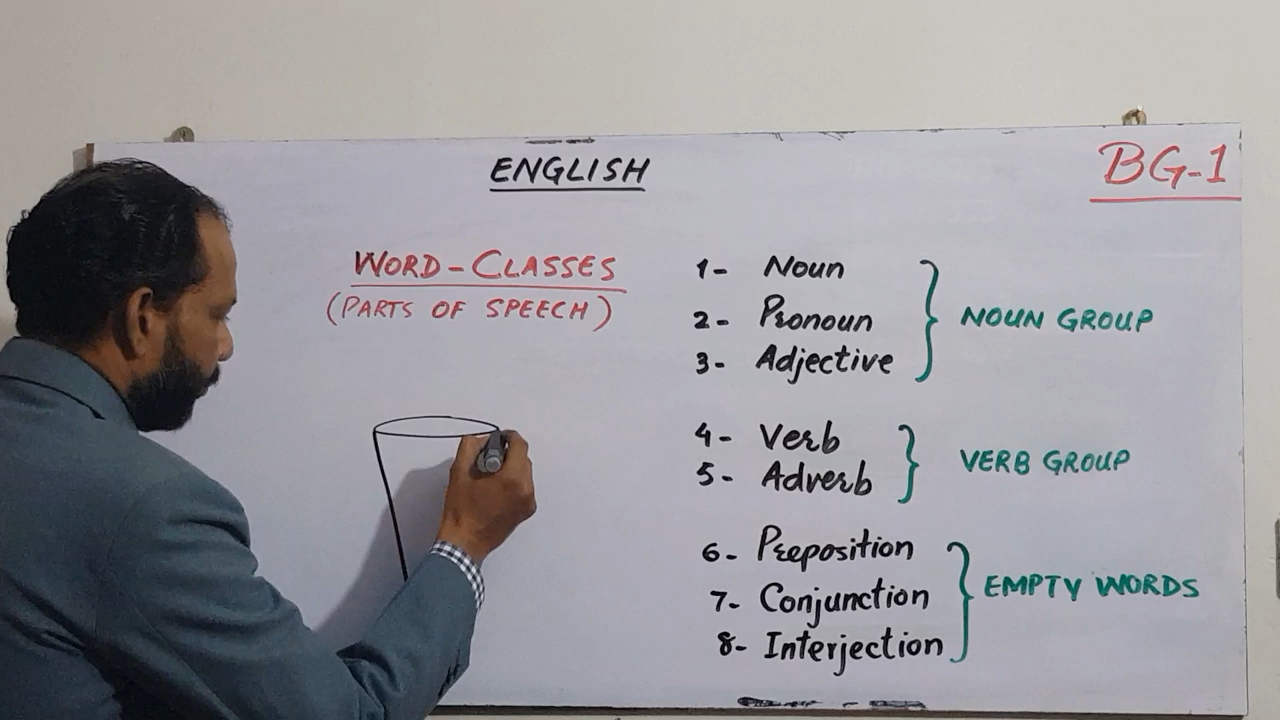 ENGLISH
BG-1
WORD-CLASSES
(PARTS OF SPEECH)
1- Noun
2- Pronoun
3- Adjective
NOUN GROUP
4- Verb
5- Adverb
VERB GROUP
6- Preposition
7- Conjunction
8- Interjection
EMPTY WORDS